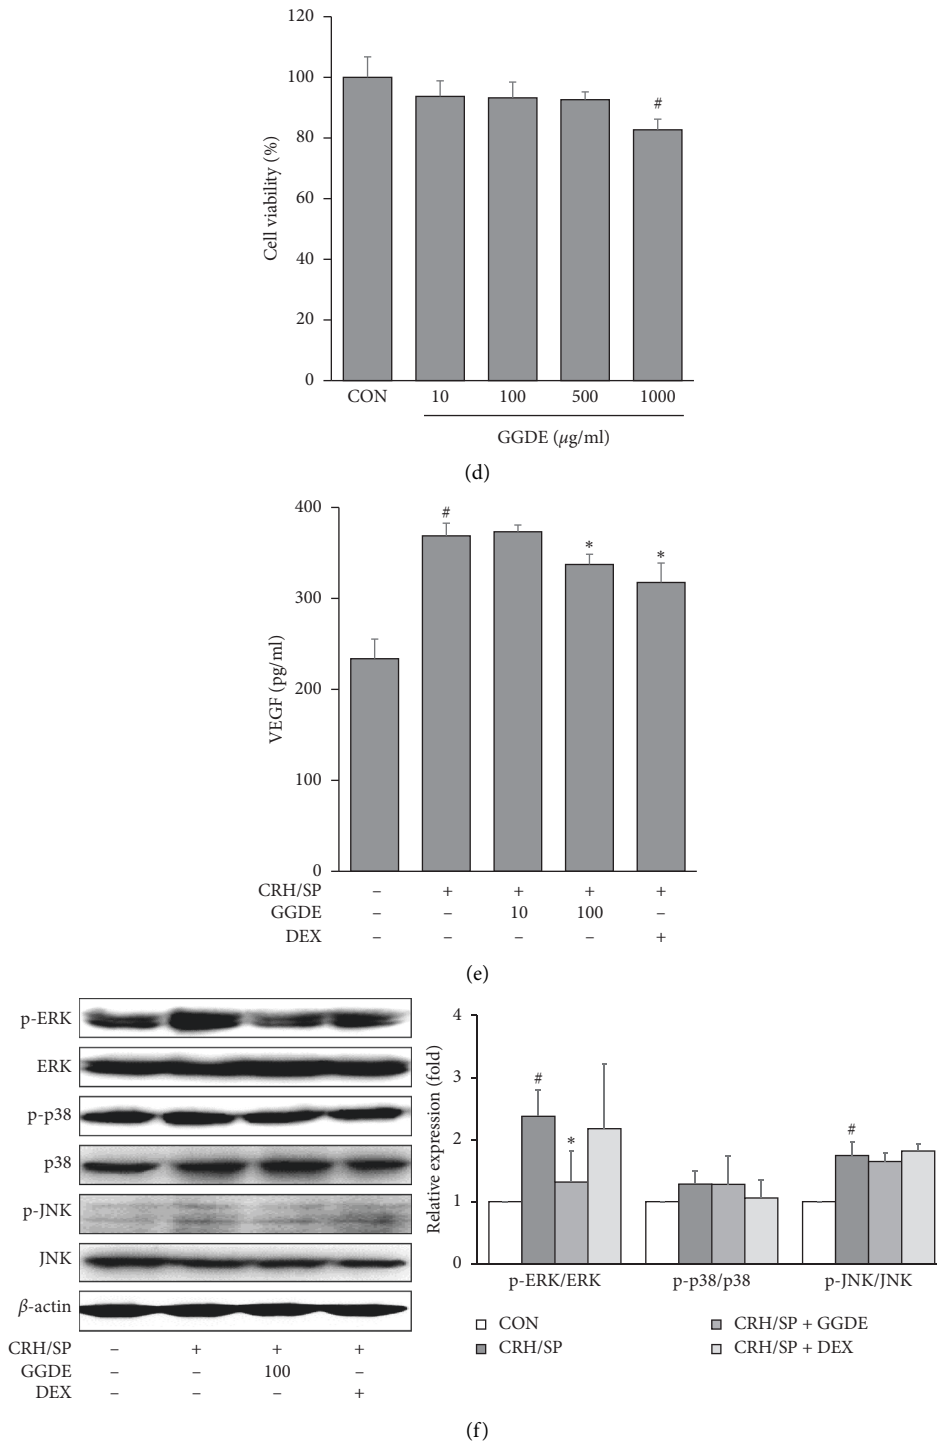 120
100
80
60
40
20
0
Cell viability (%)
#
CON 10 100 500 1000
GGDE (μg/ml)
(d)
400
300
200
100
0
VEGF (pg/ml)
#
*
*
CRH/SP – + + + +
GGDE – – 10 100 –
DEX – – – – +
(e)
p-ERK
ERK
p-p38
p38
p-JNK
JNK
β-actin
CRH/SP – + + +
GGDE – – 100 –
DEX – – – +
4
3
2
1
0
Relative expression (fold)
#
*
#
p-ERK/ERK p-p38/p38 p-JNK/JNK
CON
CRH/SP
CRH/SP + GGDE
CRH/SP + DEX
(f)